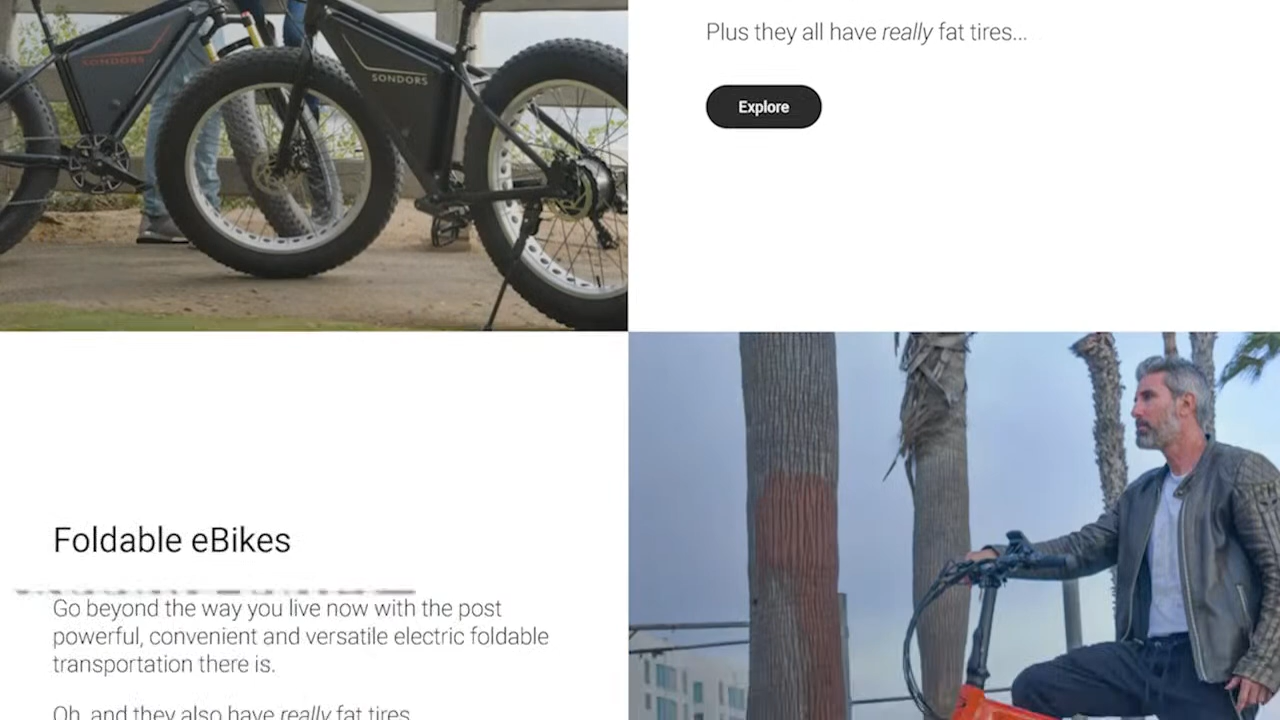 SONDORS
SONDORS
Plus they all have really fat tires...
Explore
Foldable eBikes
Go beyond the way you live now with the post
powerful, convenient and versatile electric foldable
transportation there is.
Oh, and they also have really fat tires